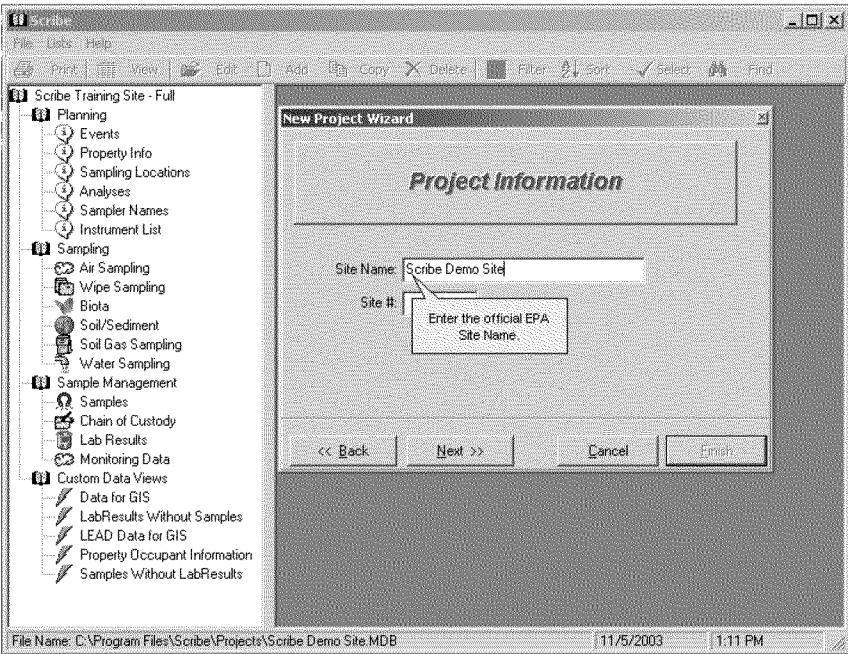 Scribe
File Lists Help
Print View Edit Add Copy Delete Filter Sort Select Find
Scribe Training Site - Full
Planning
Events
Property Info
Sampling Locations
Analyses
Sampler Names
Instrument List
Sampling
Air Sampling
Wipe Sampling
Biota
Soil/Sediment
Soil Gas Sampling
Water Sampling
Sample Management
Samples
Chain of Custody
Lab Results
Monitoring Data
Custom Data Views
Data for GIS
LabResults Without Samples
LEAD Data for GIS
Property Occupant Information
Samples Without LabResults
New Project Wizard
Project Information
Site Name: Scribe Demo Site
Site #:
Enter the official EPA
Site Name.
<< Back Next >> Cancel Finish
File Name: C:\Program Files\Scribe\Projects\Scribe Demo Site.MDB 11/5/2003 1:11 PM